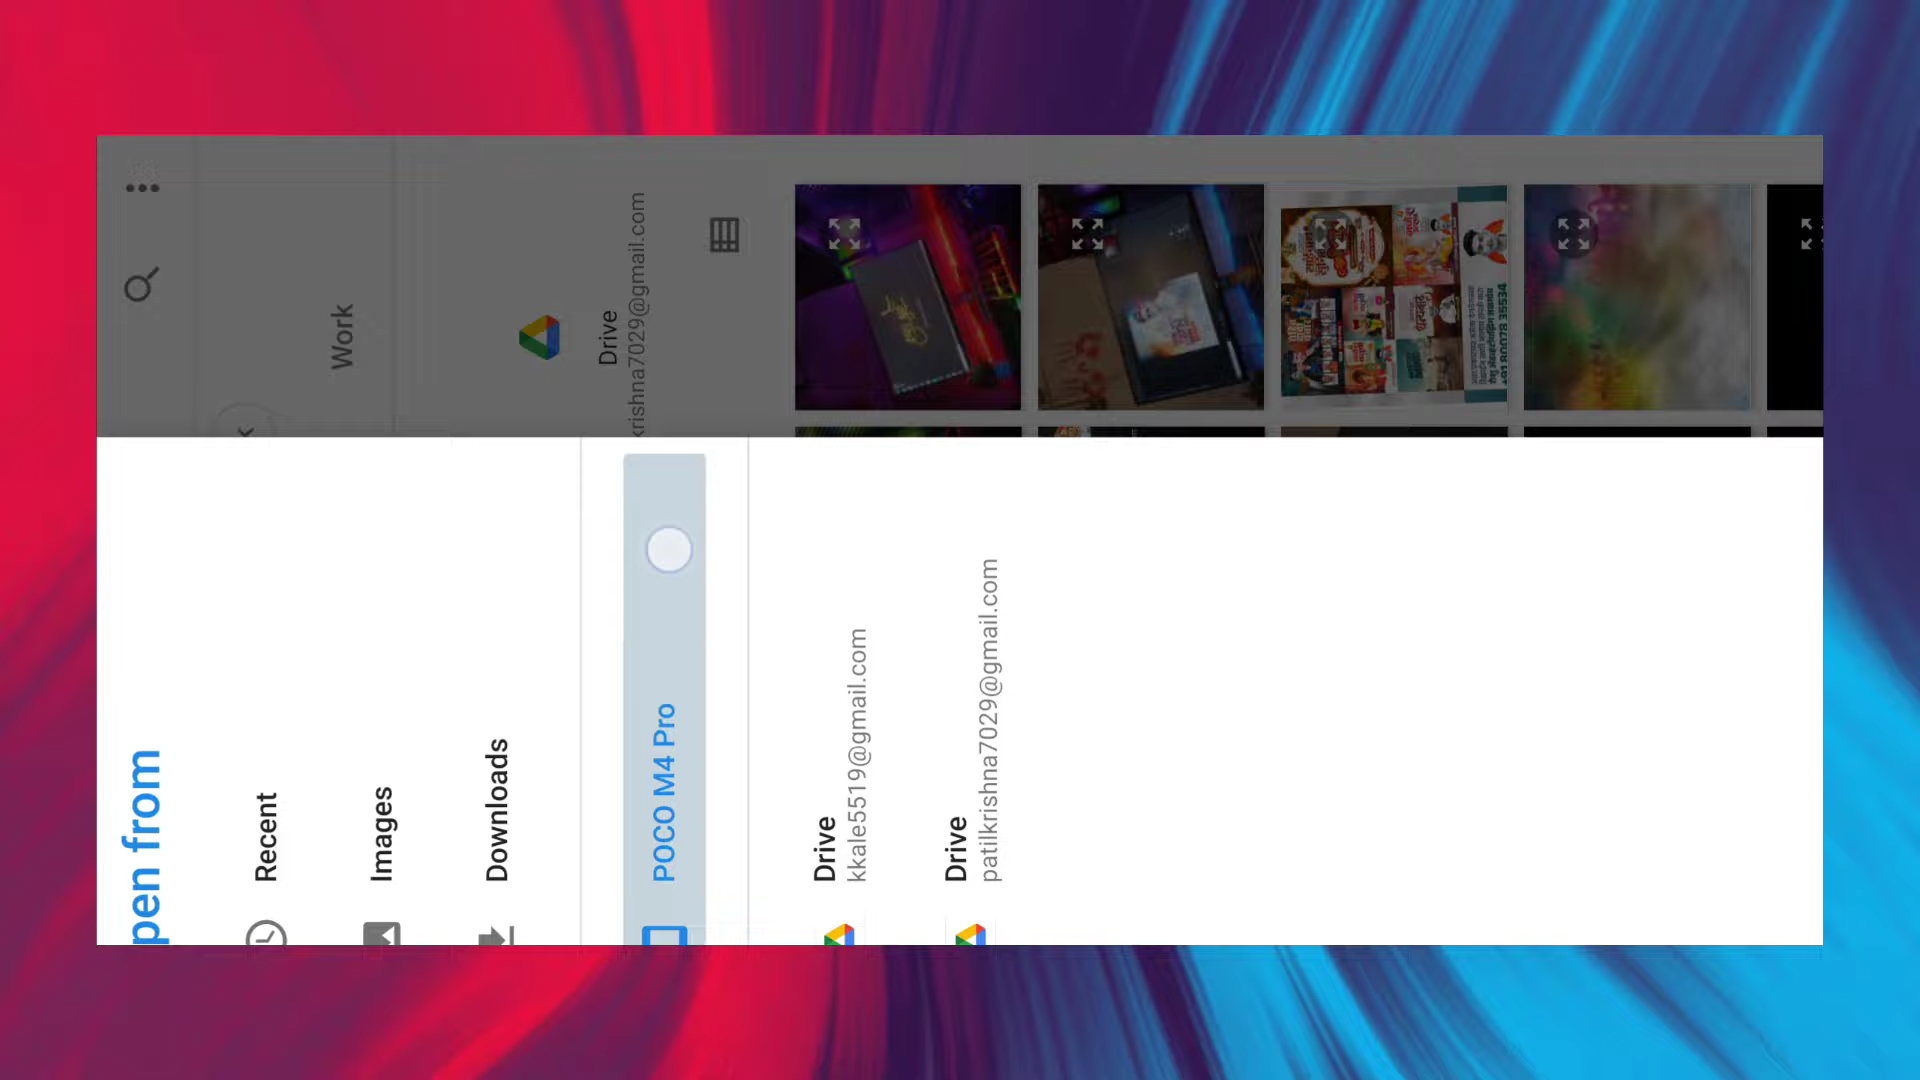 pen from
Recent
Images
Downloads
POCO M4 Pro
Drive
kkale5519@gmail.com
Drive
patilkrishna7029@gmail.com
Work
Drive
krishna7029@gmail.com